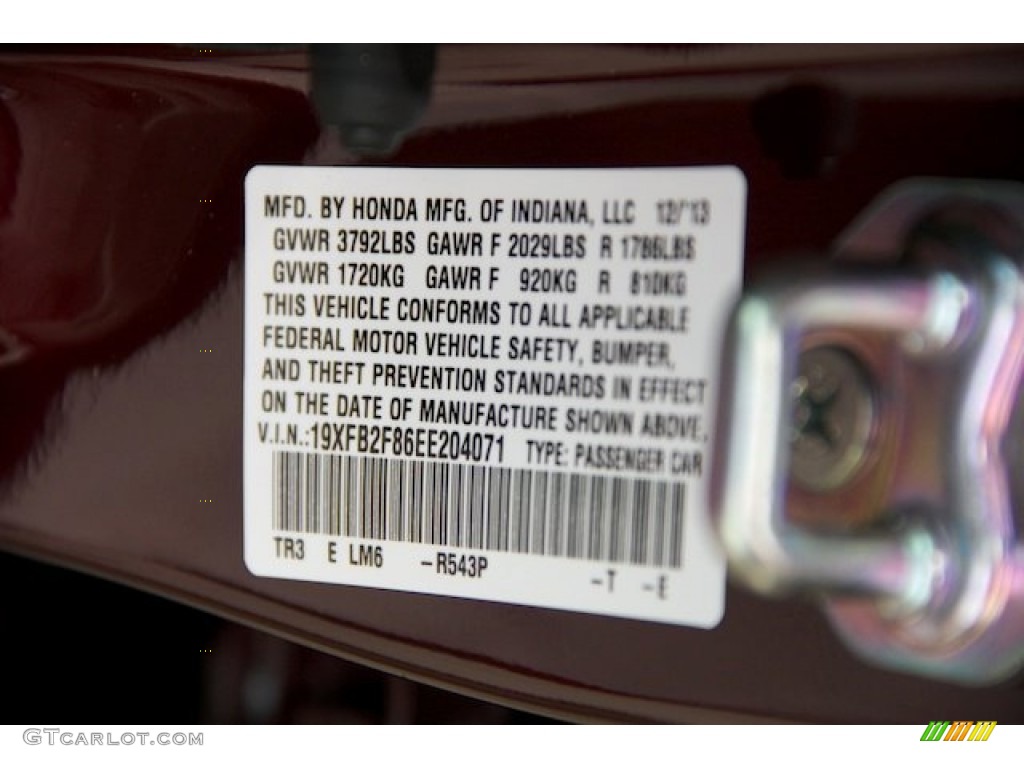 MFD. BY HONDA MFG. OF INDIANA, LLC 12/'13
GVWR 3792LBS GAWR F 2029LBS R 1786LBS
GVWR 1720KG GAWR F 920KG R 810KG
THIS VEHICLE CONFORMS TO ALL APPLICABLE
FEDERAL MOTOR VEHICLE SAFETY, BUMPER,
AND THEFT PREVENTION STANDARDS IN EFFECT
ON THE DATE OF MANUFACTURE SHOWN ABOVE.
V.I.N.:19XFB2F86EE204071 TYPE: PASSENGER CAR
TR3 E LM6 -R543P -T -E
GTCARLOT.COM